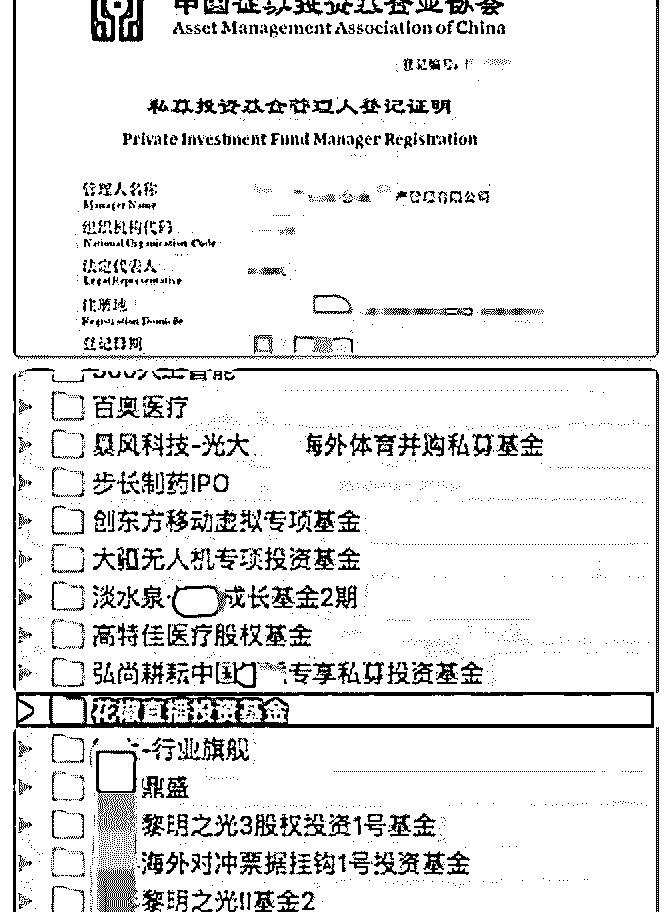 中国证券投资基金业协会
Asset Management Association of China
登记编号:
私募投资基金管理人登记证明
Private Investment Fund Manager Registration
管理人名称
Manager Name
产管理有限公司
组织机构代码
National Organization Code
法定代表人
Legal Representative
注册地
Registration Domicile
登记日期
360人工智能
百奥医疗
暴风科技-光大 海外体育并购私募基金
步长制药IPO
创东方移动虚拟专项基金
大疆无人机专项投资基金
淡水泉 成长基金2期
高特佳医疗股权基金
弘尚耕耘中国 专享私募投资基金
花椒直播投资基金
-行业旗舰
鼎盛
黎明之光3股权投资1号基金
海外对冲票据挂钩1号投资基金
黎明之光II基金2